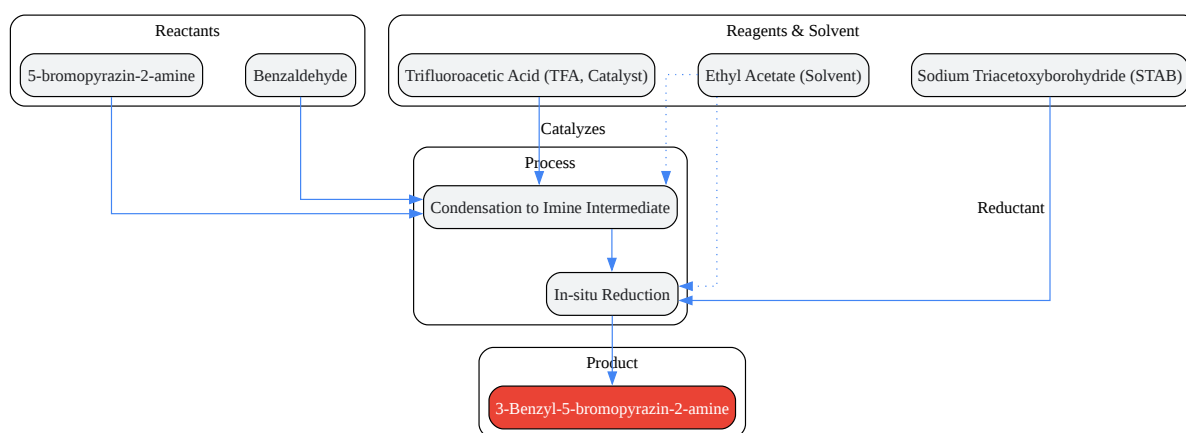 Reactants
Reagents & Solvent
5-bromopyrazin-2-amine
Benzaldehyde
Trifluoroacetic Acid (TFA, Catalyst)
Ethyl Acetate (Solvent)
Sodium Triacetoxyborohydride (STAB)
Catalyzes
Process
Condensation to Imine Intermediate
Reductant
In-situ Reduction
Product
3-Benzyl-5-bromopyrazin-2-amine